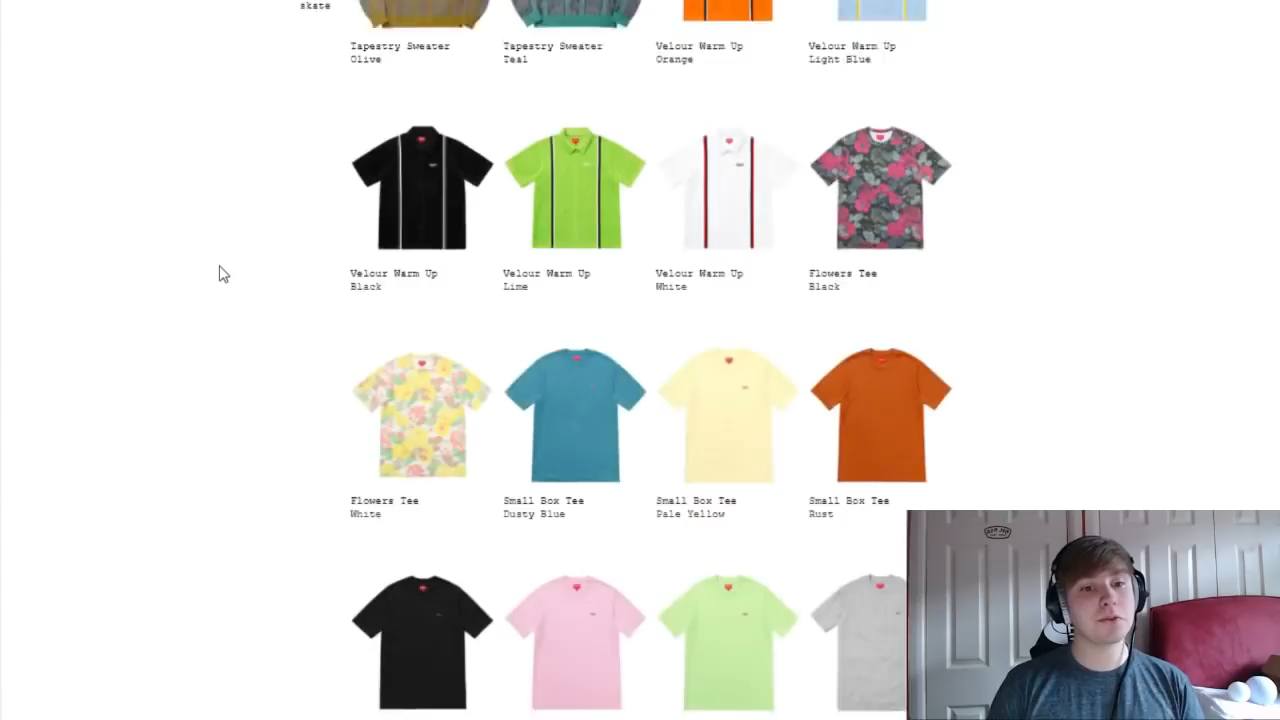 skate
Tapestry Sweater
Olive
Tapestry Sweater
Teal
Velour Warm Up
Orange
Velour Warm Up
Light Blue
Velour Warm Up
Black
Velour Warm Up
Lime
Velour Warm Up
White
Flowers Tee
Black
Flowers Tee
White
Small Box Tee
Dusty Blue
Small Box Tee
Pale Yellow
Small Box Tee
Rust